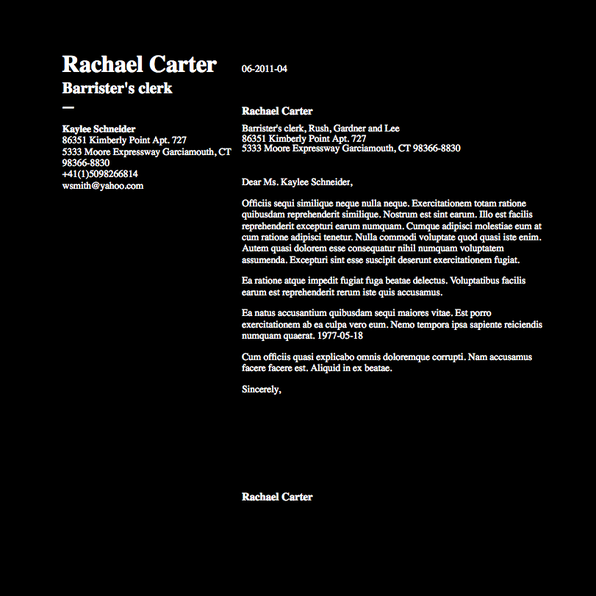 Rachael Carter
Barrister's clerk
Kaylee Schneider
86351 Kimberly Point Apt. 727
5333 Moore Expressway Garciamouth, CT
98366-8830
+41(1)5098266814
wsmith@yahoo.com
06-2011-04
Rachael Carter
Barrister's clerk, Rush, Gardner and Lee
86351 Kimberly Point Apt. 727
5333 Moore Expressway Garciamouth, CT 98366-8830
Dear Ms. Kaylee Schneider,
Officiis sequi similique neque nulla neque. Exercitationem totam ratione
quibusdam reprehenderit similique. Nostrum est sint earum. Illo est facilis
reprehenderit excepturi earum numquam. Cumque adipisci molestiae eum at
cum ratione adipisci tenetur. Nulla commodi voluptate quod quasi iste enim.
Autem quasi dolorem esse consequatur nihil numquam voluptatem
assumenda. Excepturi sint esse suscipit deserunt exercitationem fugiat.
Ea ratione atque impedit fugiat fuga beatae delectus. Voluptatibus facilis
earum est reprehenderit rerum iste quis accusamus.
Ea natus accusantium quibusdam sequi maiores vitae. Est porro
exercitationem ab ea culpa vero eum. Nemo tempora ipsa sapiente reiciendis
numquam quaerat. 1977-05-18
Cum officiis quasi explicabo omnis doloremque corrupti. Nam accusamus
facere facere est. Aliquid in ex beatae.
Sincerely,
Rachael Carter